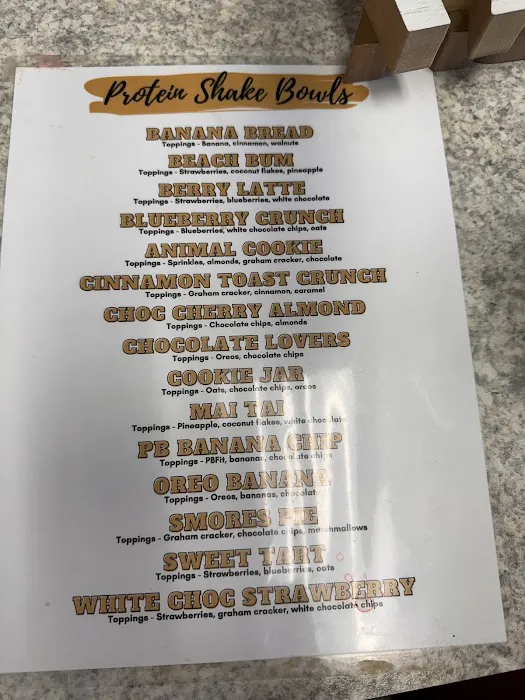 Protein Shake Bowls
BANANA BREAD
Toppings - Banana, cinnamon, walnuts
BEACH BUM
Toppings - Strawberries, coconut flakes, pineapple
BERRY LATTE
Toppings - Strawberries, blueberries, white chocolate
BLUEBERRY CRUNCH
Toppings - Blueberries, white chocolate chips, oats
ANIMAL COOKIE
Toppings - Sprinkles, almonds, graham cracker, chocolate
CINNAMON TOAST CRUNCH
Toppings - Graham cracker, cinnamon, caramel
CHOC CHERRY ALMOND
Toppings - Chocolate chips, almonds
CHOCOLATE LOVERS
Toppings - Oreos, chocolate chips
COOKIE JAR
Toppings - Oats, chocolate chips, oreos
MAI TAI
Toppings - Pineapple, coconut flakes, white chocolate
PB BANANA CHIP
Toppings - PBFit, bananas, chocolate chips
OREO BANANA
Toppings - Oreos, bananas, chocolate
SMORES PIE
Toppings - Graham cracker, chocolate chips, marshmallows
SWEET TART
Toppings - Strawberries, blueberries, oats
WHITE CHOC STRAWBERRY
Toppings - Strawberries, graham cracker, white chocolate chips